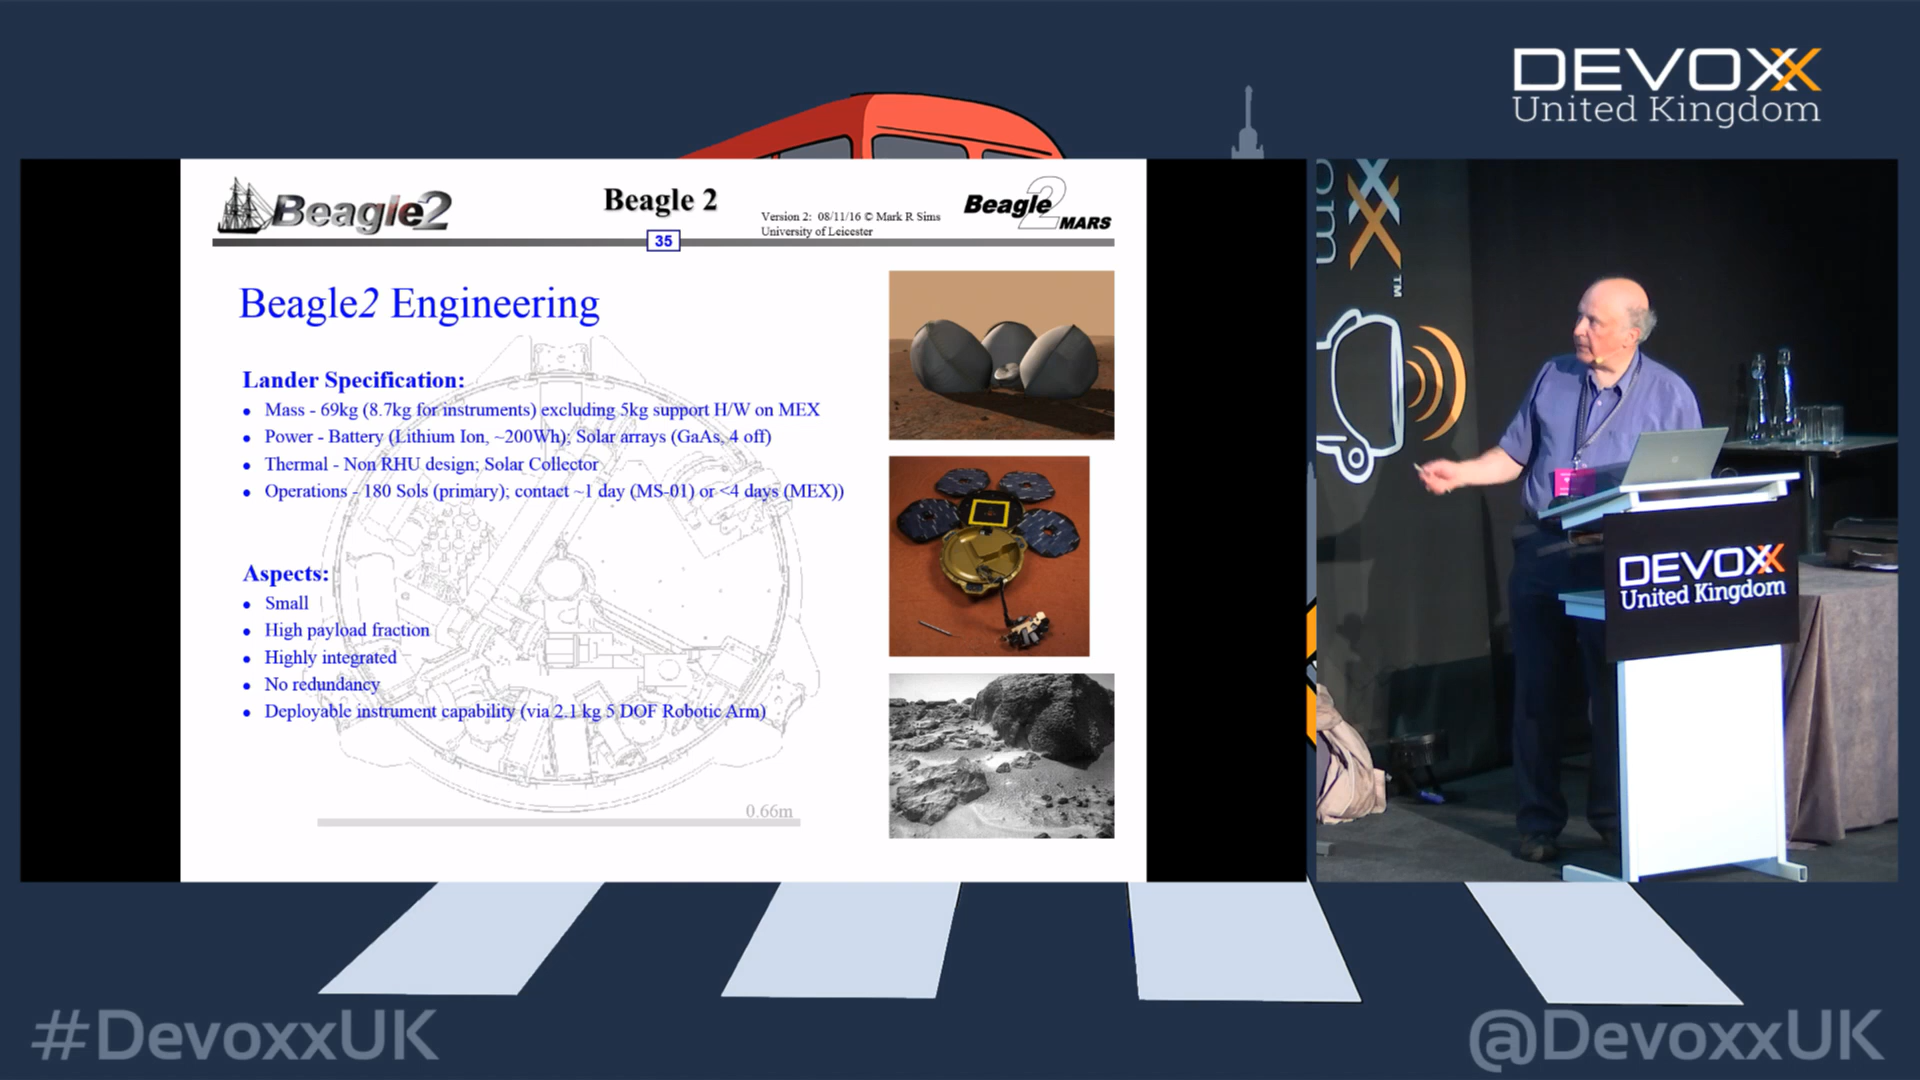 DEVOXX
United Kingdom
Beagle2
Beagle 2
Version 2: 08/11/16 © Mark R Sims
University of Leicester
Beagle 2
MARS
35
Beagle2 Engineering
Lander Specification:
• Mass - 69kg (8.7kg for instruments) excluding 5kg support H/W on MEX
• Power - Battery (Lithium Ion, ~200Wh); Solar arrays (GaAs, 4 off)
• Thermal - Non RHU design; Solar Collector
• Operations - 180 Sols (primary); contact ~1 day (MS-01) or <4 days (MEX))
Aspects:
• Small
• High payload fraction
• Highly integrated
• No redundancy
• Deployable instrument capability (via 2.1 kg 5 DOF Robotic Arm)
0.66m
TM
DEVOXX
United Kingdom
#DevoxxUK
@DevoxxUK